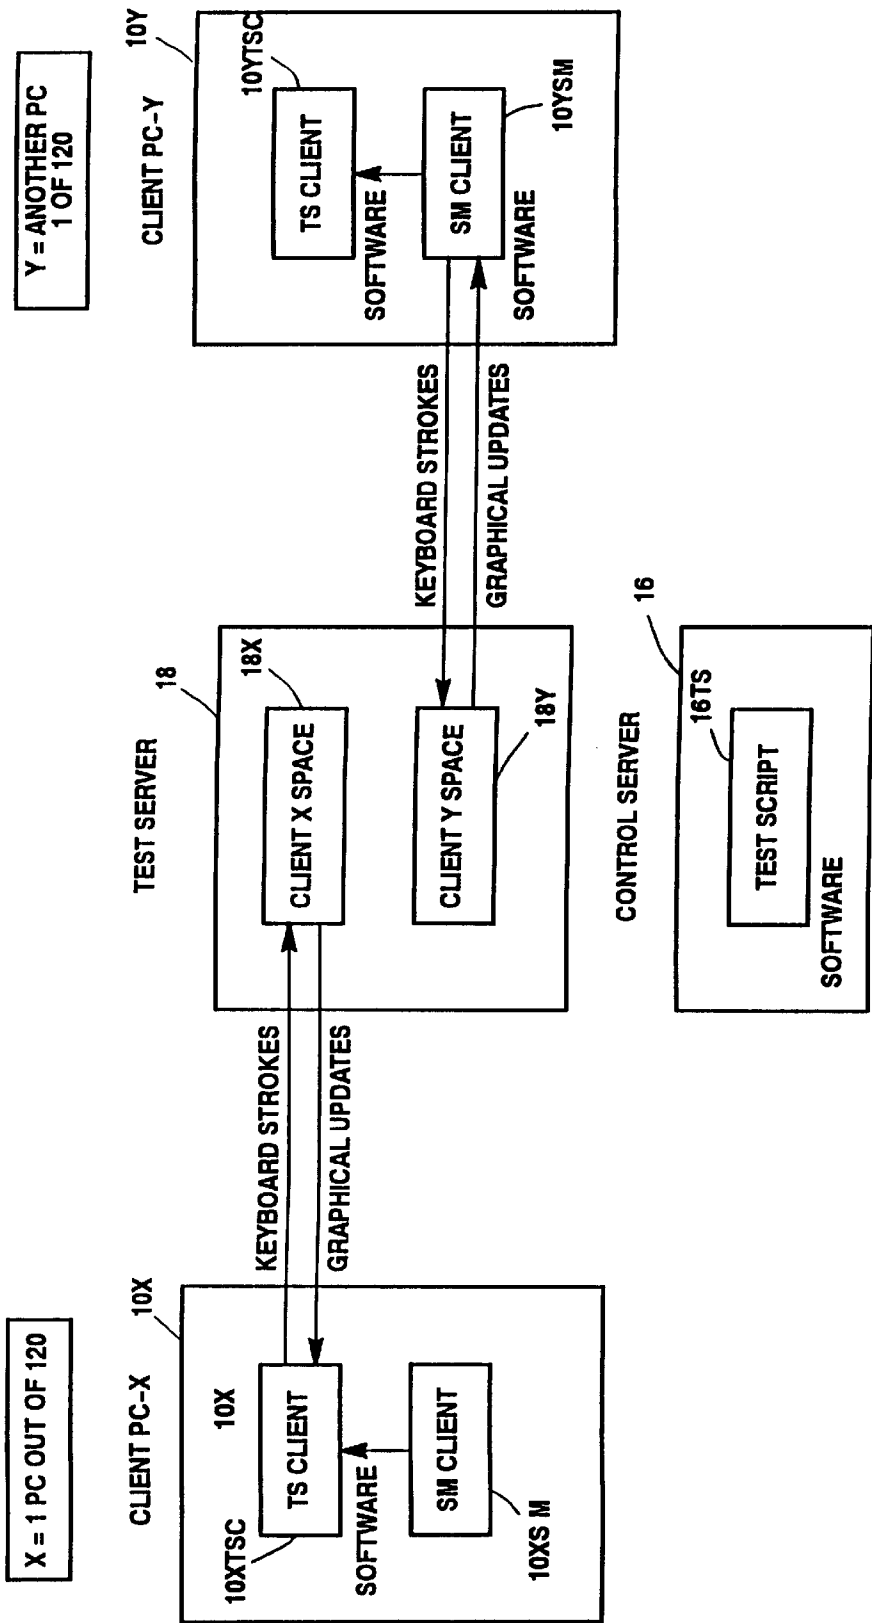 X = 1 PC OUT OF 120
CLIENT PC-X
10X
10X
10XTSC
TS CLIENT
SOFTWARE
SM CLIENT
10XS M
KEYBOARD STROKES
GRAPHICAL UPDATES
TEST SERVER
18
18X
CLIENT X SPACE
CLIENT Y SPACE
18Y
CONTROL SERVER
16
16TS
TEST SCRIPT
SOFTWARE
KEYBOARD STROKES
GRAPHICAL UPDATES
Y = ANOTHER PC
1 OF 120
CLIENT PC-Y
10Y
10YTSC
TS CLIENT
SOFTWARE
SM CLIENT
10YSM
SOFTWARE